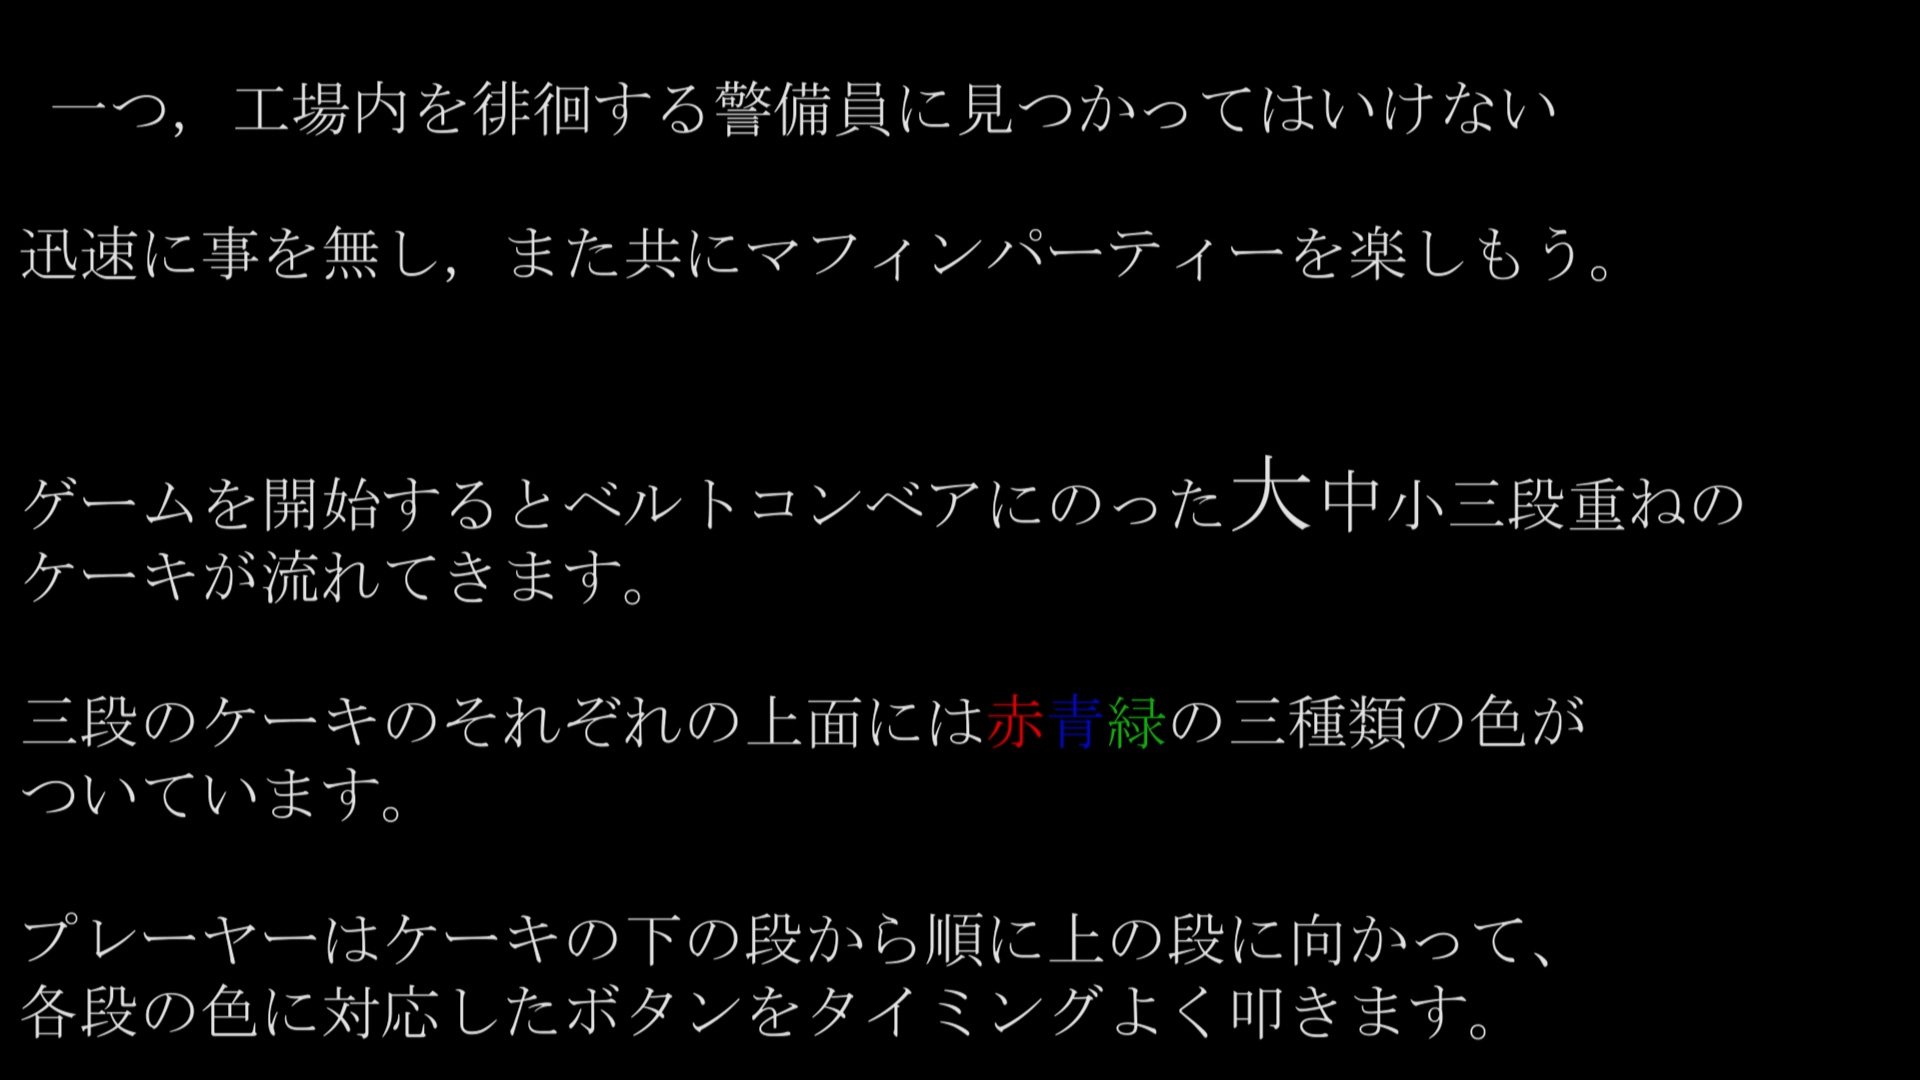 一つ，工場内を徘徊する警備員に見つかってはいけない
迅速に事を無し，また共にマフィンパーティーを楽しもう。
ゲームを開始するとベルトコンベアにのった大中小三段重ねの
ケーキが流れてきます。
三段のケーキのそれぞれの上面には赤青緑の三種類の色が
ついています。
プレーヤーはケーキの下の段から順に上の段に向かって、
各段の色に対応したボタンをタイミングよく叩きます。